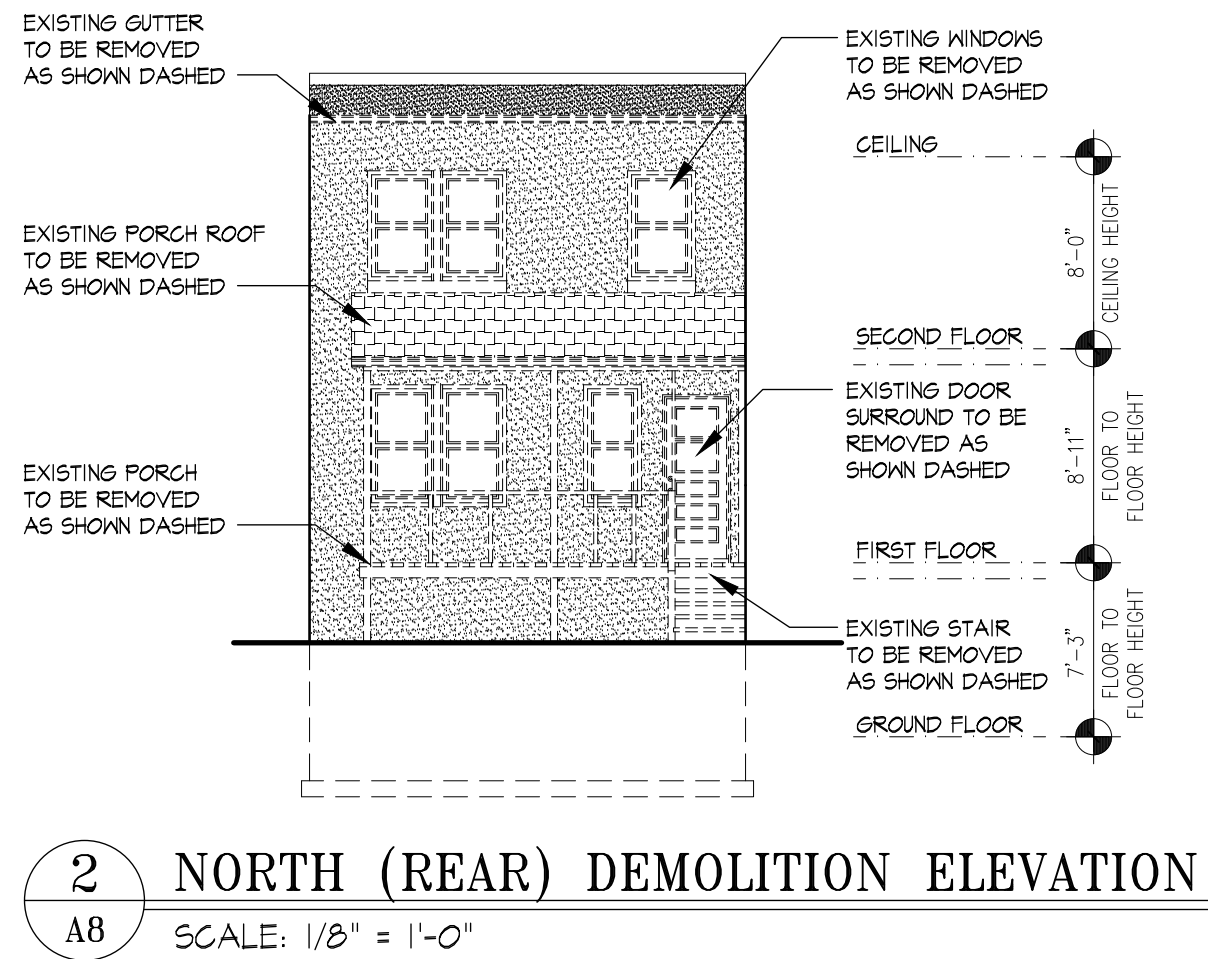 EXISTING GUTTER
TO BE REMOVED
AS SHOWN DASHED
EXISTING WINDOWS
TO BE REMOVED
AS SHOWN DASHED
CEILING
8'-0"
CEILING HEIGHT
EXISTING PORCH ROOF
TO BE REMOVED
AS SHOWN DASHED
SECOND FLOOR
EXISTING DOOR
SURROUND TO BE
REMOVED AS
SHOWN DASHED
8'-11"
FLOOR TO
FLOOR HEIGHT
EXISTING PORCH
TO BE REMOVED
AS SHOWN DASHED
FIRST FLOOR
EXISTING STAIR
TO BE REMOVED
AS SHOWN DASHED
7'-3"
FLOOR TO
FLOOR HEIGHT
GROUND FLOOR
2
A8
NORTH (REAR) DEMOLITION ELEVATION
SCALE: 1/8" = 1'-0"